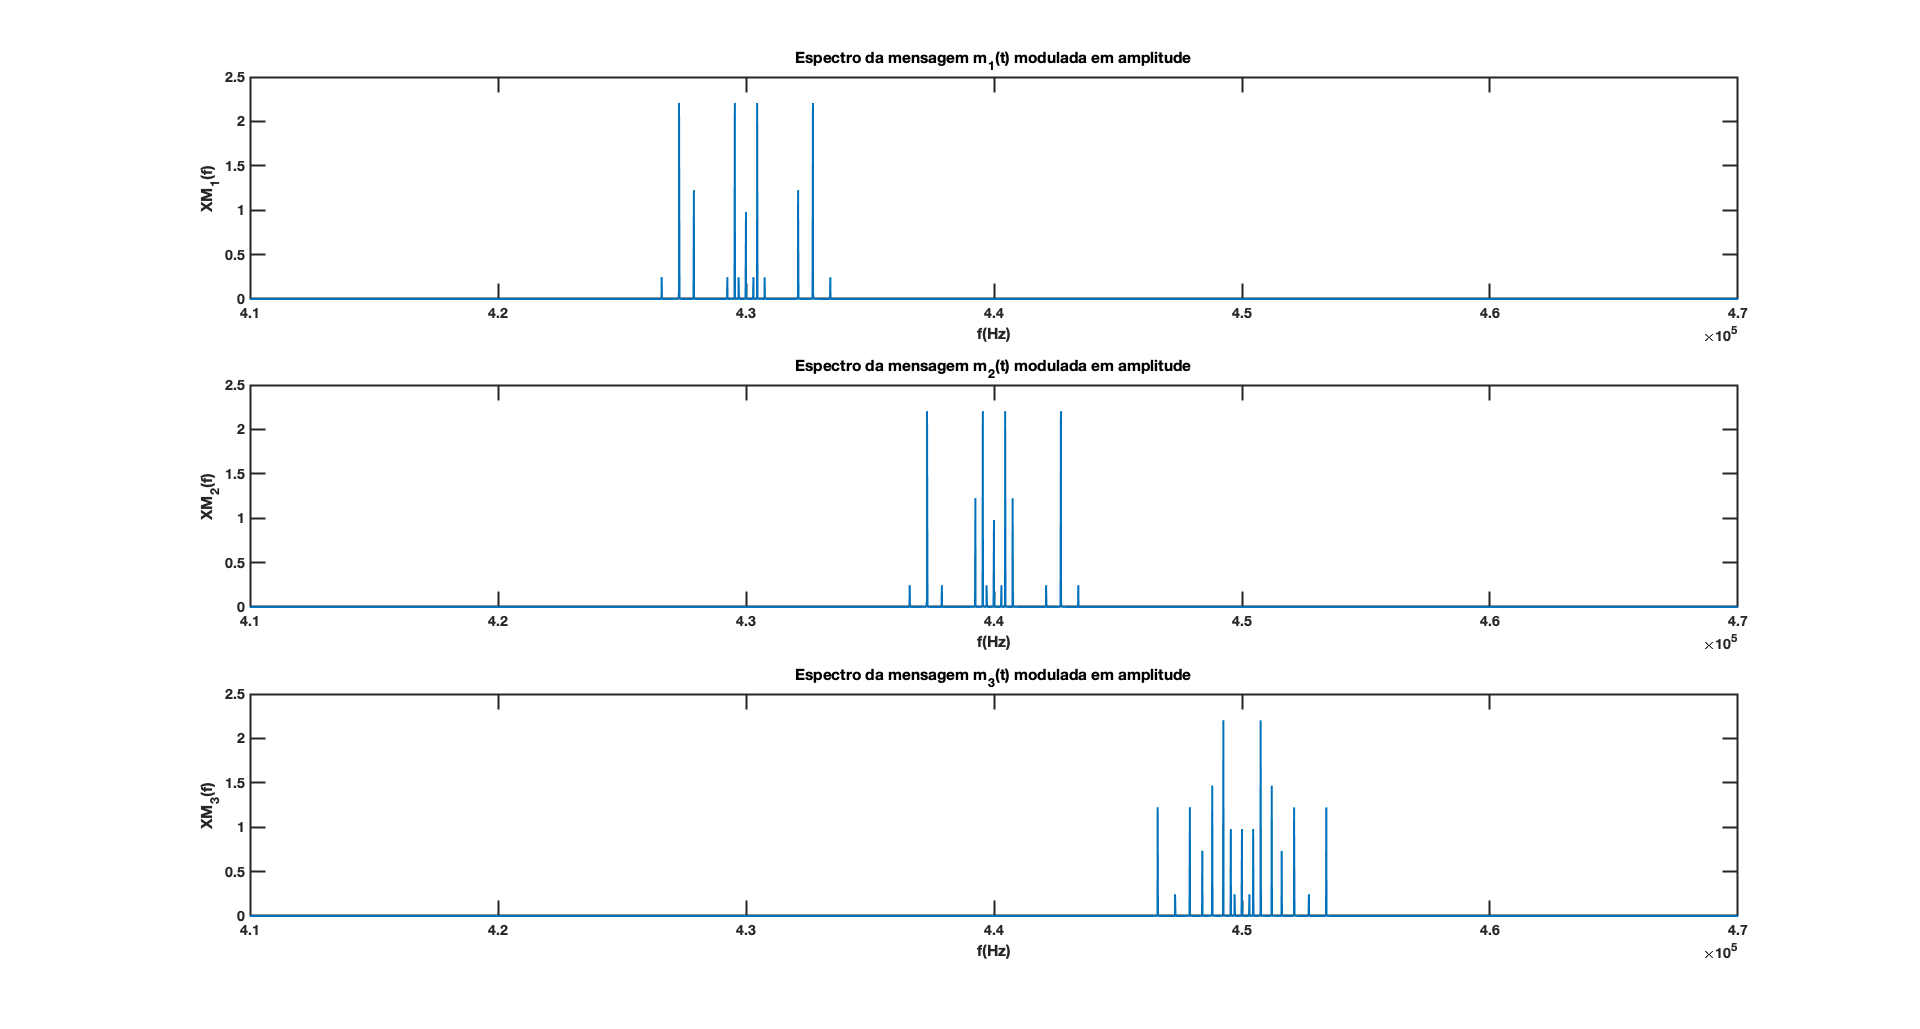 Espectro da mensagem m1(t) modulada em amplitude
2.5
2
1.5
1
0.5
0
XM1(f)
4.1 4.2 4.3 4.4 4.5 4.6 4.7
f(Hz)
×10^5
Espectro da mensagem m2(t) modulada em amplitude
2.5
2
1.5
1
0.5
0
XM2(f)
4.1 4.2 4.3 4.4 4.5 4.6 4.7
f(Hz)
×10^5
Espectro da mensagem m3(t) modulada em amplitude
2.5
2
1.5
1
0.5
0
XM3(f)
4.1 4.2 4.3 4.4 4.5 4.6 4.7
f(Hz)
×10^5